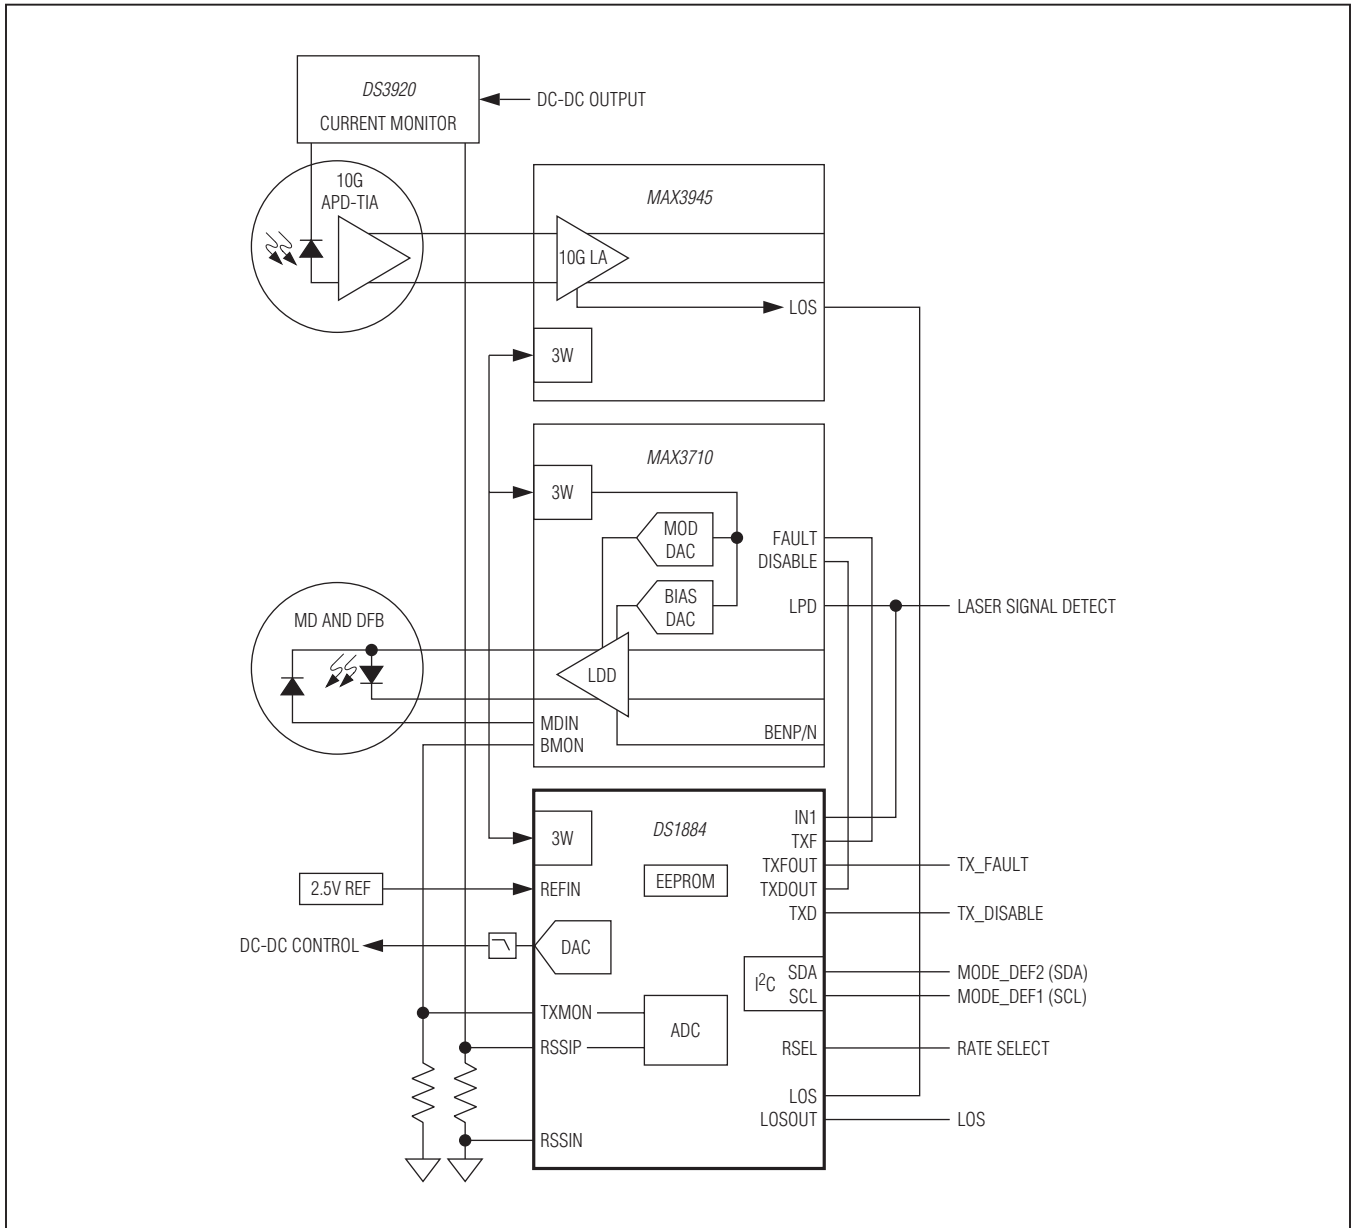 DS3920
CURRENT MONITOR
DC-DC OUTPUT
10G
APD-TIA
MAX3945
10G LA
LOS
3W
MAX3710
3W
MOD
DAC
FAULT
DISABLE
BIAS
DAC
LPD
LASER SIGNAL DETECT
MD AND DFB
LDD
MDIN
BMON
BENP/N
DS1884
3W
IN1
TXF
EEPROM
TXFOUT
TX_FAULT
2.5V REF
REFIN
TXDOUT
TXD
TX_DISABLE
DC-DC CONTROL
DAC
I²C
SDA
MODE_DEF2 (SDA)
SCL
MODE_DEF1 (SCL)
TXMON
ADC
RSSIP
RSEL
RATE SELECT
LOS
LOSOUT
LOS
RSSIN